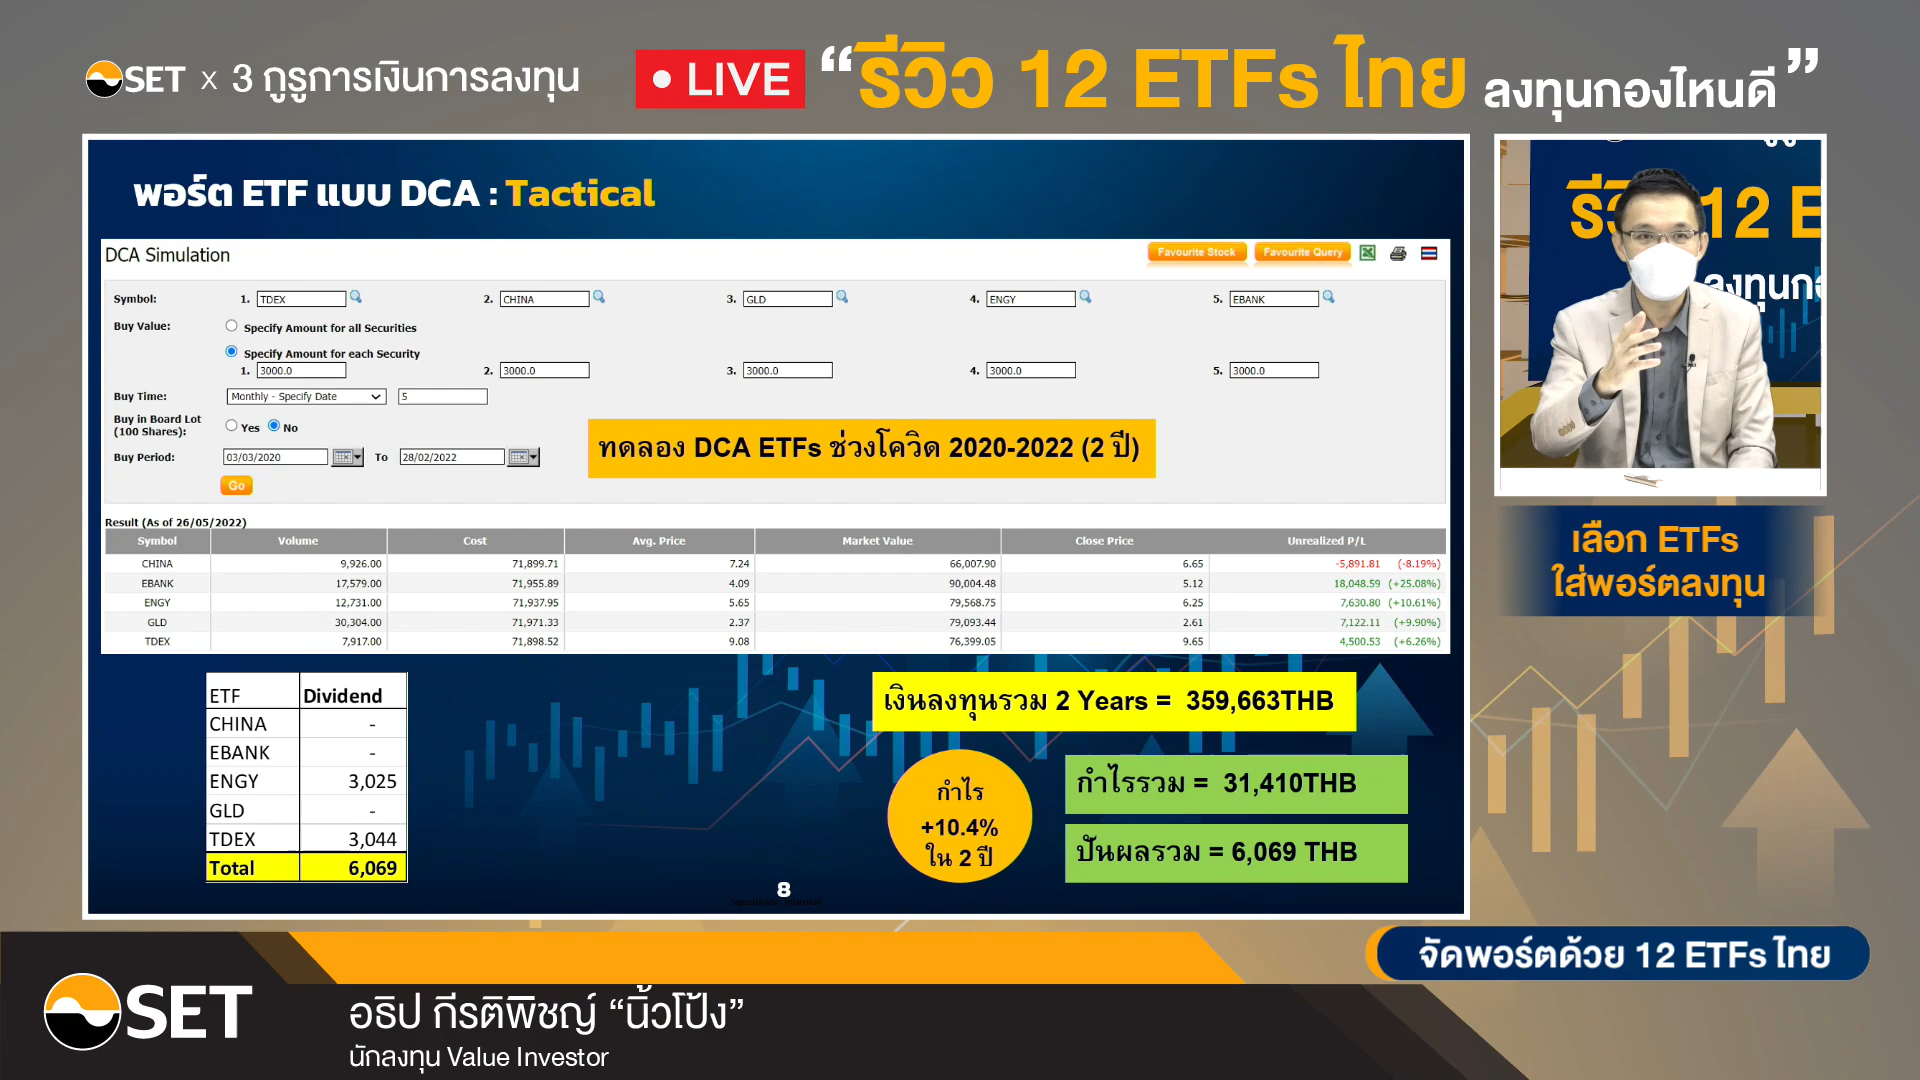 SET x 3 กูรูการเงินการลงทุน
LIVE
“รีวิว 12 ETFs ไทย ลงทุนกองไหนดี”
พอร์ต ETF แบบ DCA : Tactical
DCA Simulation
Favourite Stock Favourite Query
Symbol: 1. TDEX 2. CHINA 3. GLD 4. ENGY 5. EBANK
Buy Value: Specify Amount for all Securities
Specify Amount for each Security
1. 3000.0 2. 3000.0 3. 3000.0 4. 3000.0 5. 3000.0
Buy Time: Monthly - Specify Date 5
Buy in Board Lot (100 Shares): Yes No
Buy Period: 03/03/2020 To 28/02/2022
Go
ทดลอง DCA ETFs ช่วงโควิด 2020-2022 (2 ปี)
Result (As of 26/05/2022)
Symbol Volume Cost Avg. Price Market Value Close Price Unrealized P/L
CHINA 9,926.00 71,899.71 7.24 66,007.90 6.65 -5,891.81 (-8.19%)
EBANK 17,579.00 71,955.89 4.09 90,004.48 5.12 18,048.59 (+25.08%)
ENGY 12,731.00 71,937.95 5.65 79,568.75 6.25 7,630.80 (+10.61%)
GLD 30,304.00 71,971.33 2.37 79,093.44 2.61 7,122.11 (+9.90%)
TDEX 7,917.00 71,898.52 9.08 76,399.05 9.65 4,500.53 (+6.26%)
ETF Dividend
CHINA -
EBANK -
ENGY 3,025
GLD -
TDEX 3,044
Total 6,069
เงินลงทุนรวม 2 Years = 359,663THB
กำไร
+10.4%
ใน 2 ปี
กำไรรวม = 31,410THB
ปันผลรวม = 6,069 THB
8
เลือก ETFs
ใส่พอร์ตลงทุน
จัดพอร์ตด้วย 12 ETFs ไทย
SET
อธิป กีรติพิชญ์ “นิ้วโป้ง”
นักลงทุน Value Investor